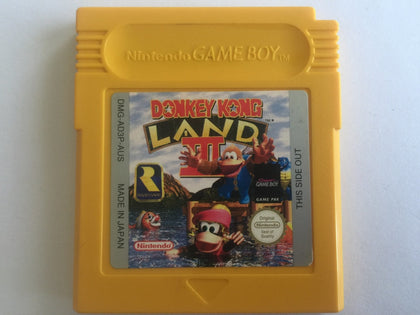 Nintendo GAME BOY TM
DMG-AD3P-AUS
MADE IN JAPAN
DONKEY KONG
LAND
III
R
GAME BOY
GAME PAK
Original
Nintendo
Seal of
Quality
Nintendo
THIS SIDE OUT